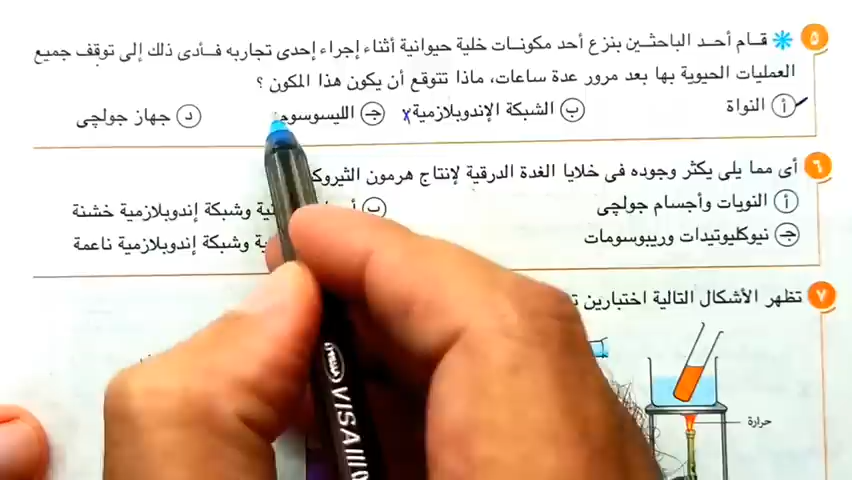 ٥ قام أحد الباحثين بنزع أحد مكونات خلية حيوانية أثناء إجراء إحدى تجاربه فأدى ذلك إلى توقف جميع
العمليات الحيوية بها بعد مرور عدة ساعات، ماذا تتوقع أن يكون هذا المكون ؟
أ النواة ب الشبكة الإندوبلازمية ج الليسوسوم د جهاز جولچى
٦ أى مما يلى يكثر وجوده فى خلايا الغدة الدرقية لإنتاج هرمون
أ النويات وأجسام جولچى ب وشبكة إندوبلازمية خشنة
ج نيوكليوتيدات وريبوسومات وشبكة إندوبلازمية ناعمة
٧ تظهر الأشكال التالية اختبارين
حرارة
VISA